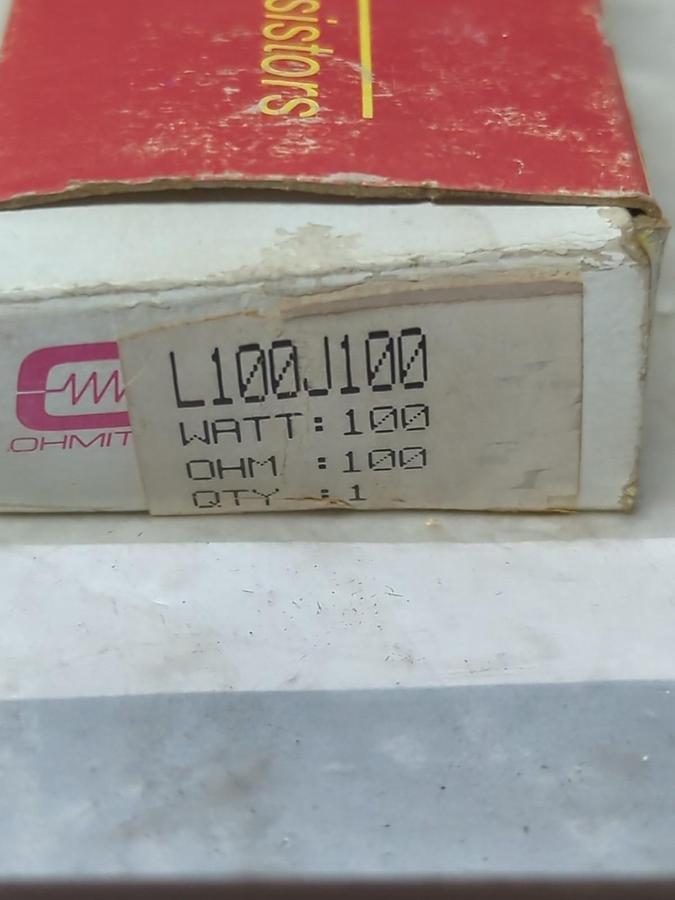 sistors
L100J100
WATT: 100
OHM : 100
QTY : 1
OHMIT